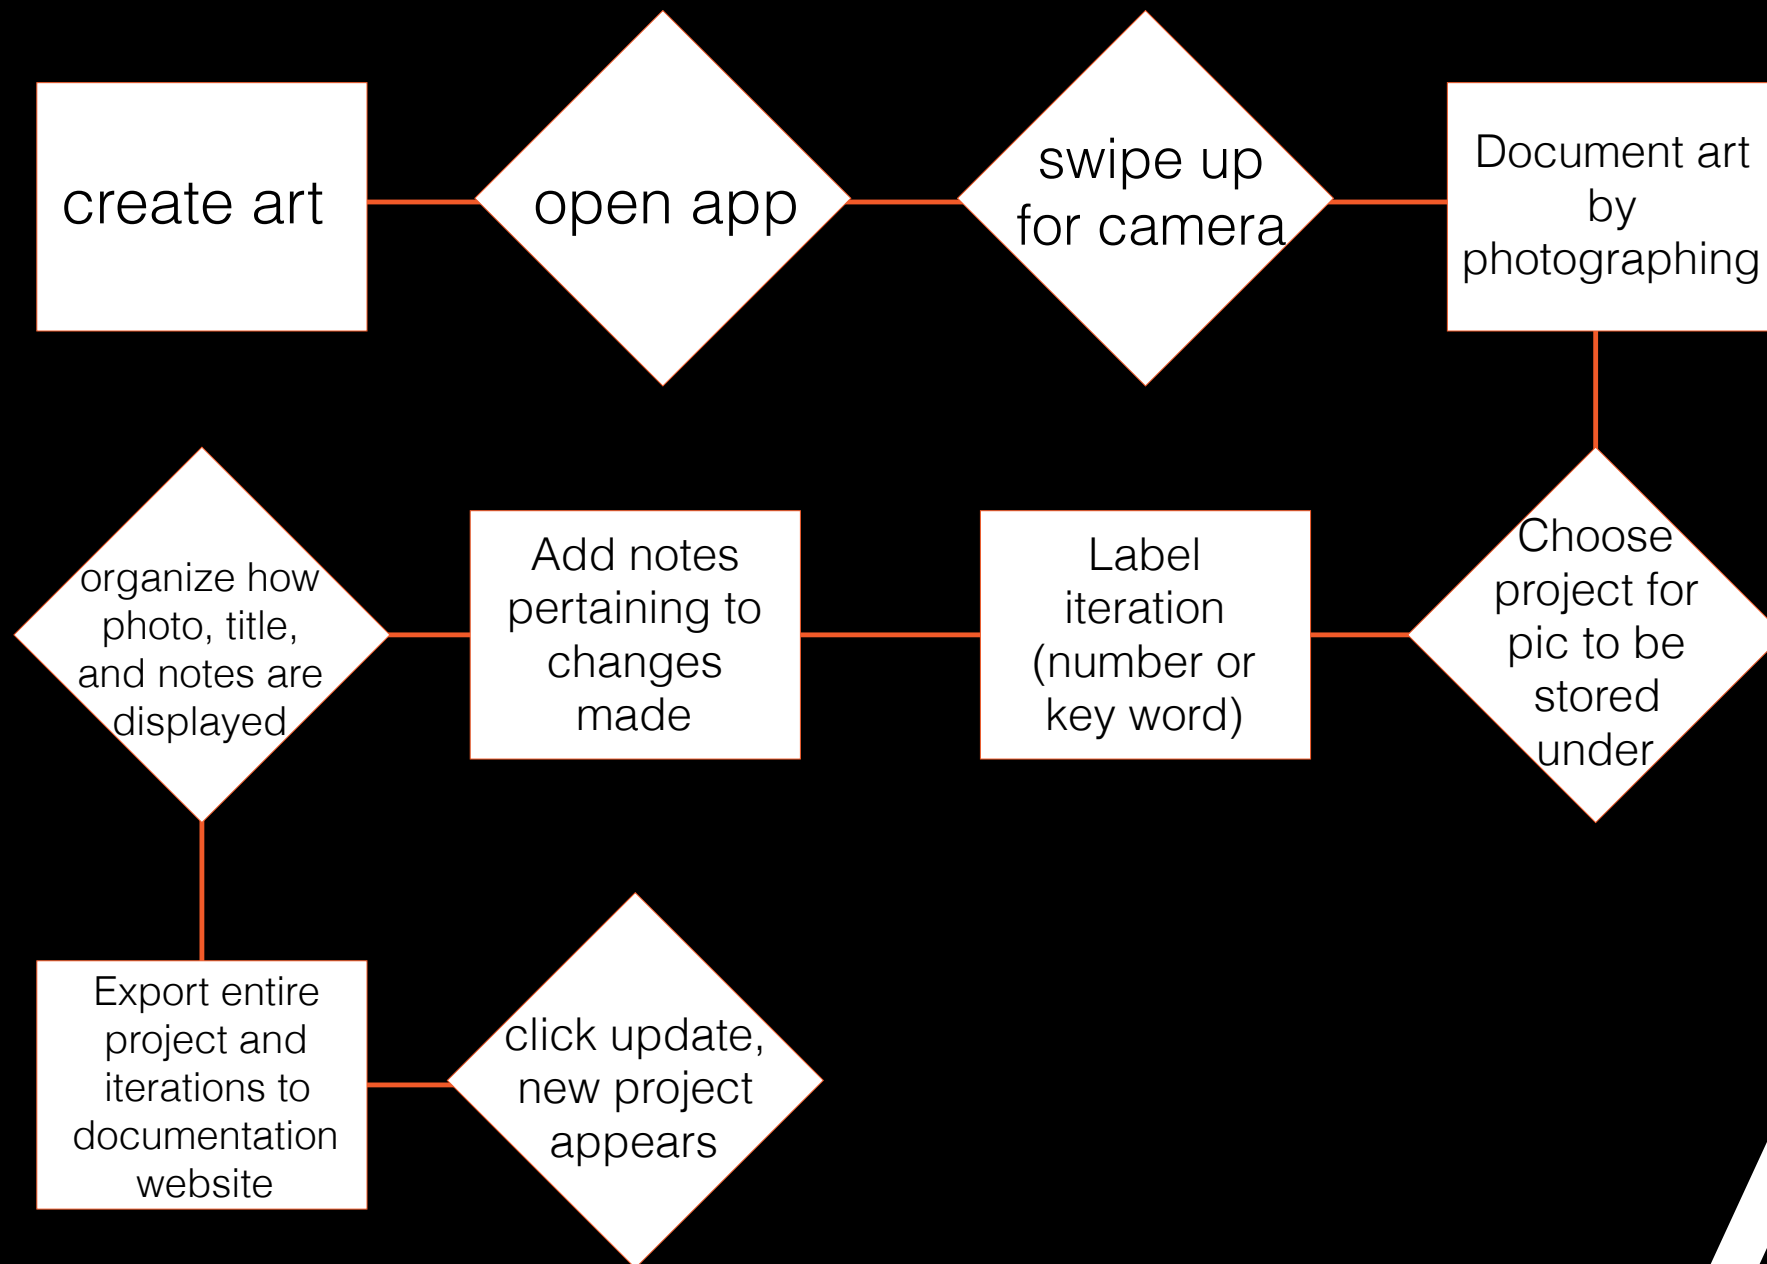 create art
open app
swipe up
for camera
Document art
by
photographing
Choose
project for
pic to be
stored
under
Label
iteration
(number or
key word)
Add notes
pertaining to
changes
made
organize how
photo, title,
and notes are
displayed
Export entire
project and
iterations to
documentation
website
click update,
new project
appears